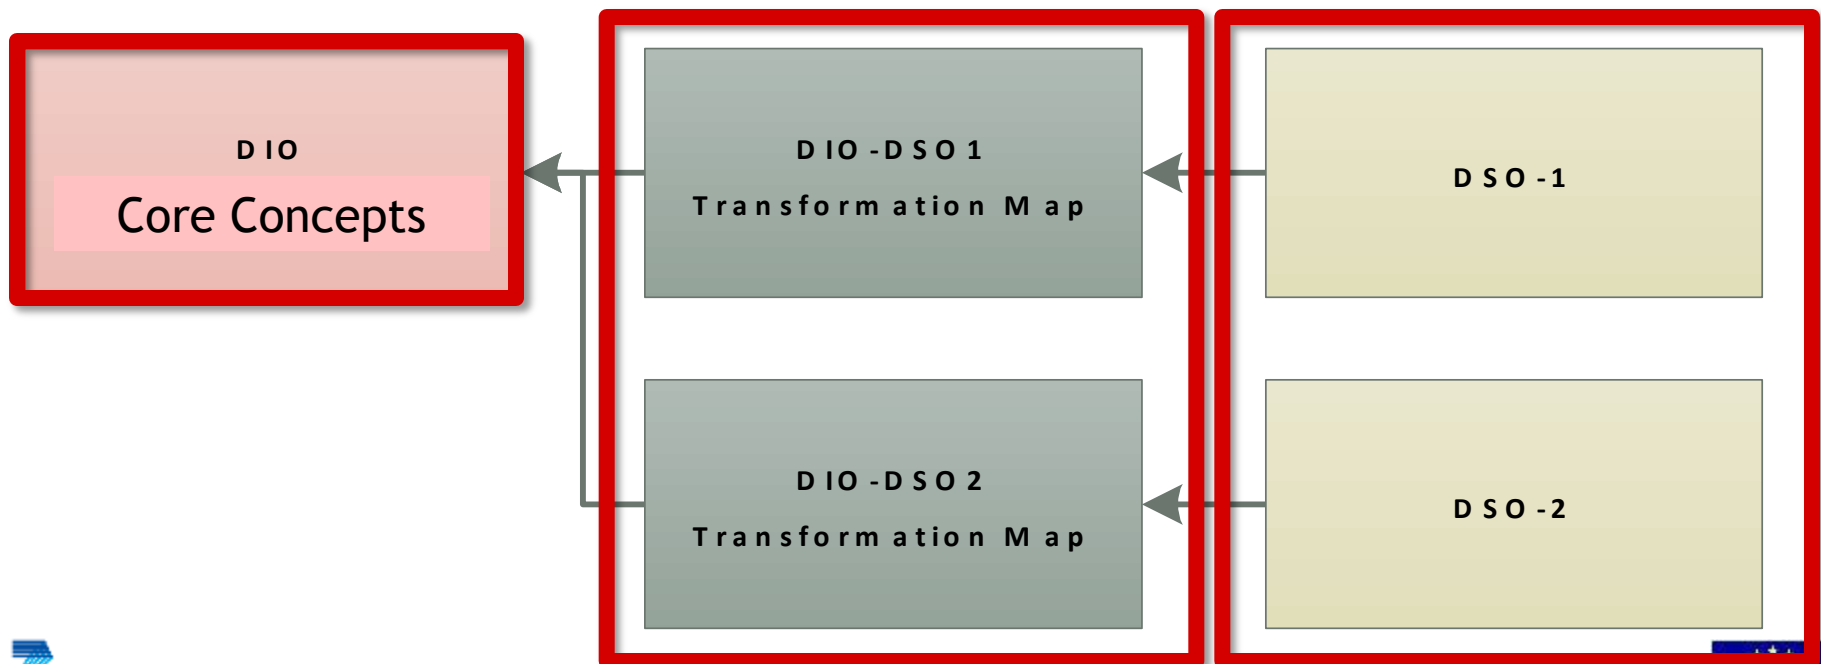 DIO
Core Concepts
DIO-DSO1
Transformation Map
DSO-1
DIO-DSO2
Transformation Map
DSO-2